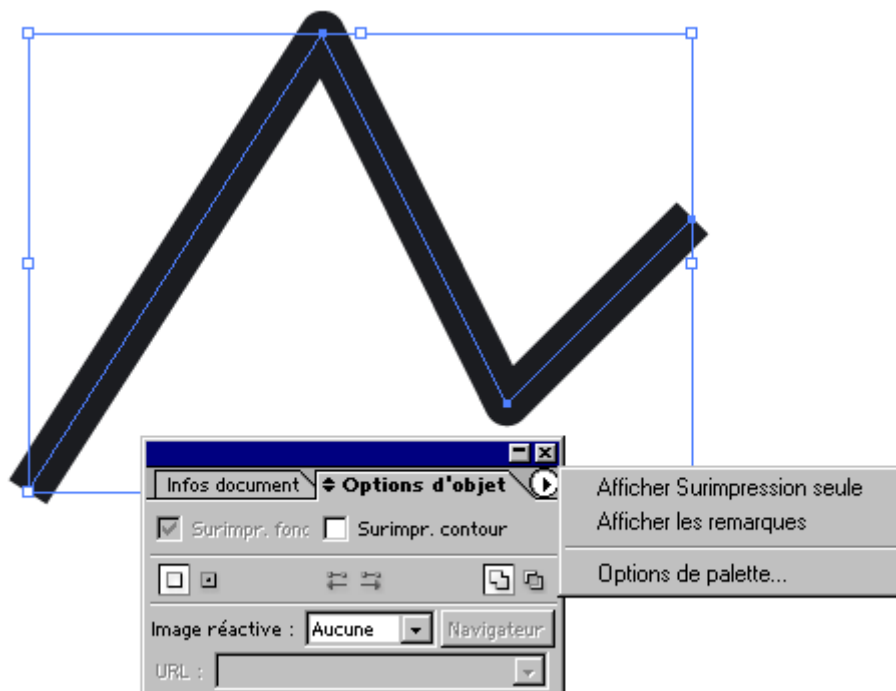 Infos document
Options d'objet
Surimpr. fonc
Surimpr. contour
Image réactive :
Aucune
Navigateur
URL :
Afficher Surimpression seule
Afficher les remarques
Options de palette...